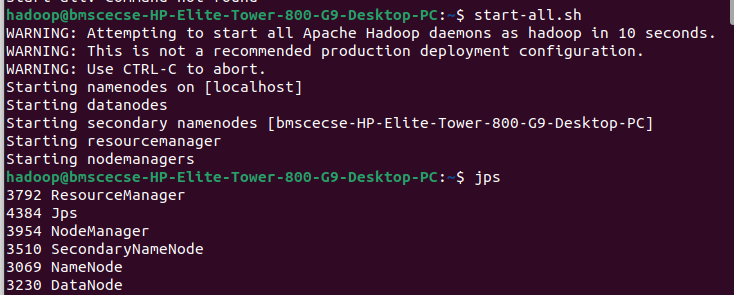 hadoop@bmscecse-HP-Elite-Tower-800-G9-Desktop-PC:~$ start-all.sh
WARNING: Attempting to start all Apache Hadoop daemons as hadoop in 10 seconds.
WARNING: This is not a recommended production deployment configuration.
WARNING: Use CTRL-C to abort.
Starting namenodes on [localhost]
Starting datanodes
Starting secondary namenodes [bmscecse-HP-Elite-Tower-800-G9-Desktop-PC]
Starting resourcemanager
Starting nodemanagers
hadoop@bmscecse-HP-Elite-Tower-800-G9-Desktop-PC:~$ jps
3792 ResourceManager
4384 Jps
3954 NodeManager
3510 SecondaryNameNode
3069 NameNode
3230 DataNode